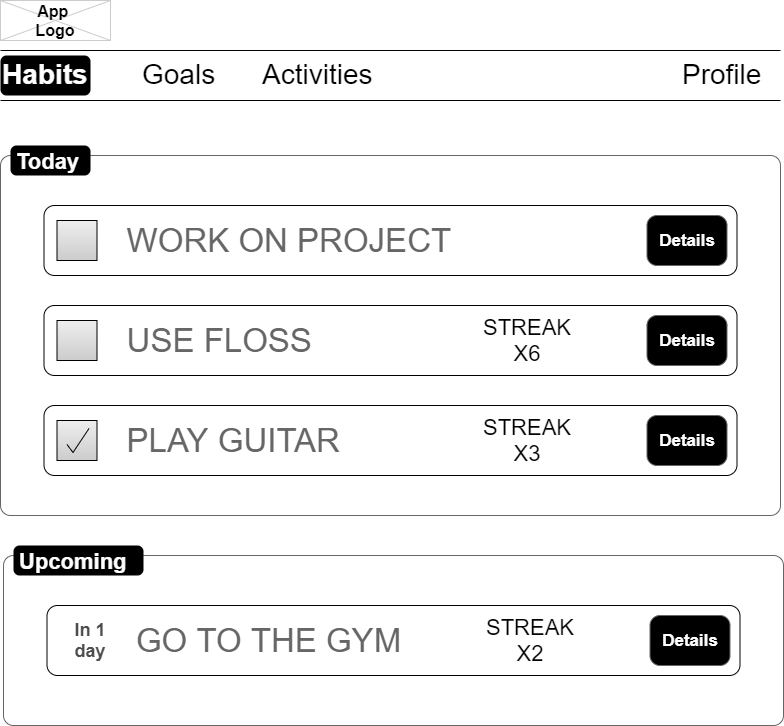 App
Logo
Habits Goals Activities Profile
Today
WORK ON PROJECT Details
USE FLOSS STREAK X6 Details
PLAY GUITAR STREAK X3 Details
Upcoming
In 1 day GO TO THE GYM STREAK X2 Details